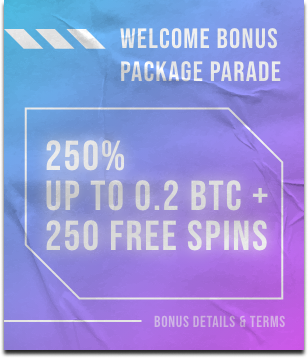 WELCOME BONUS
PACKAGE PARADE
250%
UP TO 0.2 BTC +
250 FREE SPINS
BONUS DETAILS & TERMS